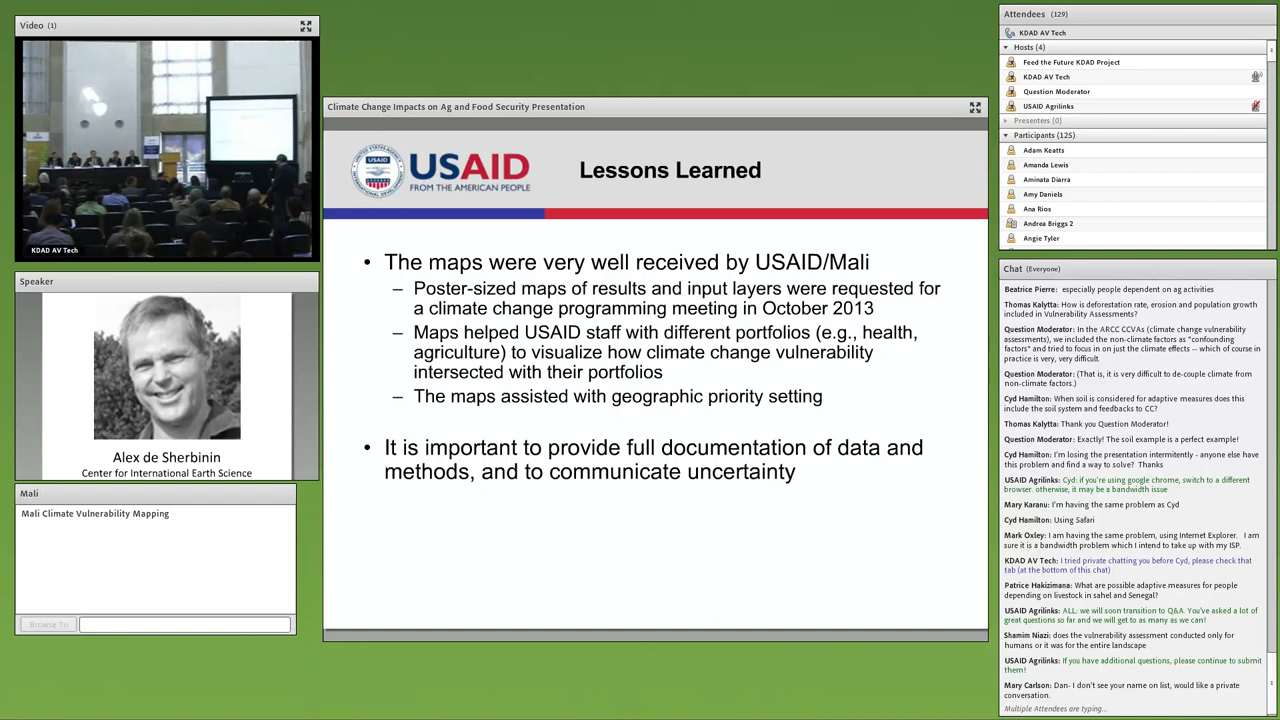 Video (1)
KDAD AV Tech
Speaker
Alex de Sherbinin
Center for International Earth Science
Mali
Mali Climate Vulnerability Mapping
Browse To
Climate Change Impacts on Ag and Food Security Presentation
USAID
USAID
FROM THE AMERICAN PEOPLE
Lessons Learned
• The maps were very well received by USAID/Mali
– Poster-sized maps of results and input layers were requested for
a climate change programming meeting in October 2013
– Maps helped USAID staff with different portfolios (e.g., health,
agriculture) to visualize how climate change vulnerability
intersected with their portfolios
– The maps assisted with geographic priority setting
• It is important to provide full documentation of data and
methods, and to communicate uncertainty
Attendees (129)
KDAD AV Tech
Hosts (4)
Feed the Future KDAD Project
KDAD AV Tech
Question Moderator
USAID Agrilinks
Presenters (0)
Participants (125)
Adam Keatts
Amanda Lewis
Aminata Diarra
Amy Daniels
Ana Rios
Andrea Briggs 2
Angie Tyler
Chat (Everyone)
Beatrice Pierre: especially people dependent on ag activities
Thomas Kalytta: How is deforestation rate, erosion and population growth
included in Vulnerability Assessments?
Question Moderator: In the ARCC CCVAs (climate change vulnerability
assessments), we included the non-climate factors as "confounding
factors" and tried to focus in on just the climate effects -- which of course in
practice is very, very difficult.
Question Moderator: (That is, it is very difficult to de-couple climate from
non-climate factors.)
Cyd Hamilton: When soil is considered for adaptive measures does this
include the soil system and feedbacks to CC?
Thomas Kalytta: Thank you Question Moderator!
Question Moderator: Exactly! The soil example is a perfect example!
Cyd Hamilton: I'm losing the presentation intermitently - anyone else have
this problem and find a way to solve? Thanks
USAID Agrilinks: Cyd: if you're using google chrome, switch to a different
browser. otherwise, it may be a bandwidth issue
Mary Karanu: I'm having the same problem as Cyd
Cyd Hamilton: Using Safari
Mark Oxley: I am having the same problem, using Internet Explorer. I am
sure it is a bandwidth problem which I intend to take up with my ISP.
KDAD AV Tech: I tried private chatting you before Cyd, please check that
tab (at the bottom of this chat)
Patrice Hakizimana: What are possible adaptive measures for people
depending on livestock in sahel and Senegal?
USAID Agrilinks: ALL: we will soon transition to Q&A. You've asked a lot of
great questions so far and we will get to as many as we can!
Shamim Niazi: does the vulnerability assessment conducted only for
humans or it was for the entire landscape
USAID Agrilinks: If you have additional questions, please continue to submit
them!
Mary Carlson: Dan- I don't see your name on list, would like a private
conversation.
Multiple Attendees are typing...